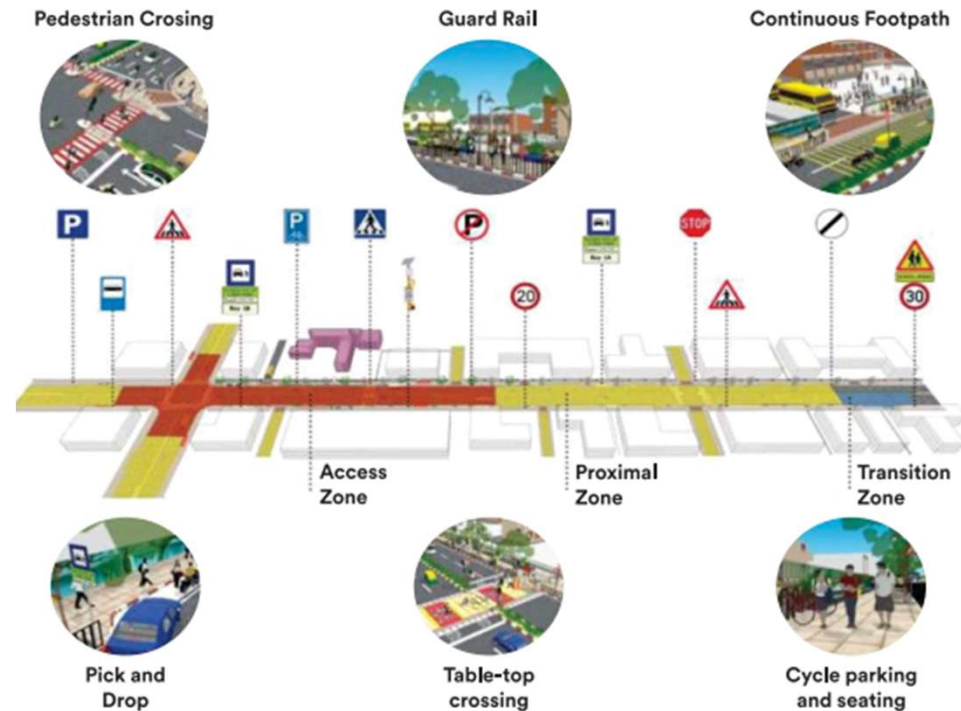 Pedestrian Crosing
Guard Rail
Continuous Footpath
P
P
P
STOP
20
30
Access
Zone
Proximal
Zone
Transition
Zone
Pick and
Drop
Table-top
crossing
Cycle parking
and seating